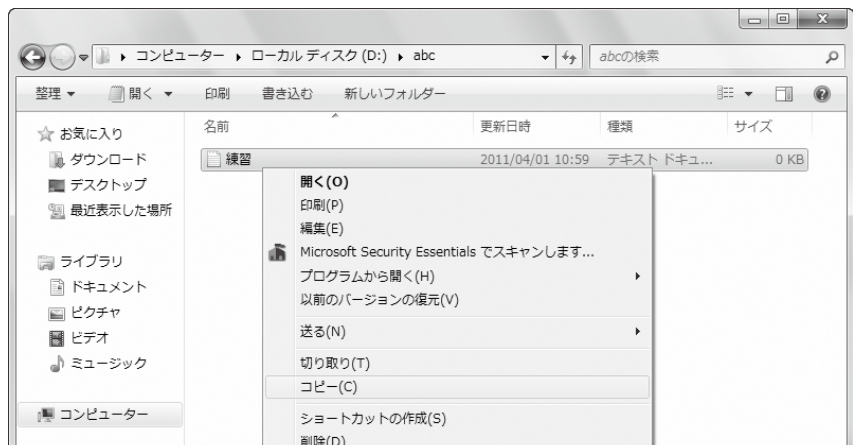 コンピューター ▸ ローカル ディスク (D:) ▸ abc
abcの検索
整理 開く 印刷 書き込む 新しいフォルダー
お気に入り
ダウンロード
デスクトップ
最近表示した場所
ライブラリ
ドキュメント
ピクチャ
ビデオ
ミュージック
コンピューター
名前 更新日時 種類 サイズ
練習 2011/04/01 10:59 テキスト ドキュ... 0 KB
開く(O)
印刷(P)
編集(E)
Microsoft Security Essentials でスキャンします...
プログラムから開く(H)
以前のバージョンの復元(V)
送る(N)
切り取り(T)
コピー(C)
ショートカットの作成(S)
削除(D)